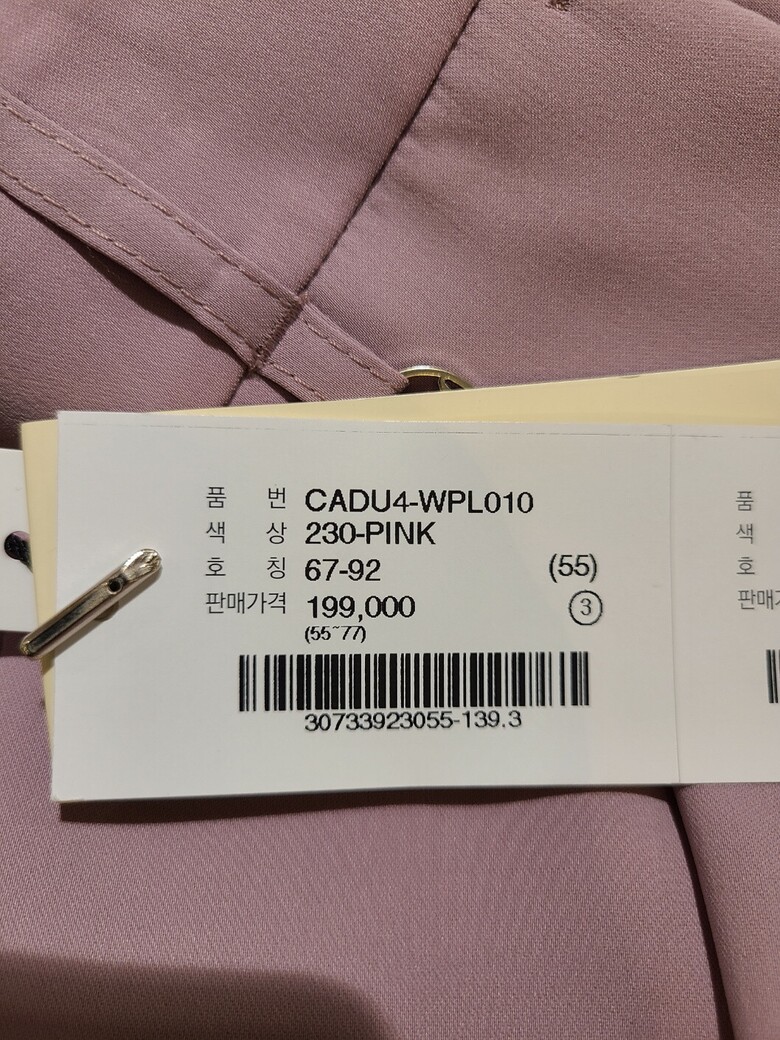 품 번 CADU4-WPL010
색 상 230-PINK
호 칭 67-92 (55)
판매가격 199,000 3
(55~77)
30733923055-139.3
품
색
호